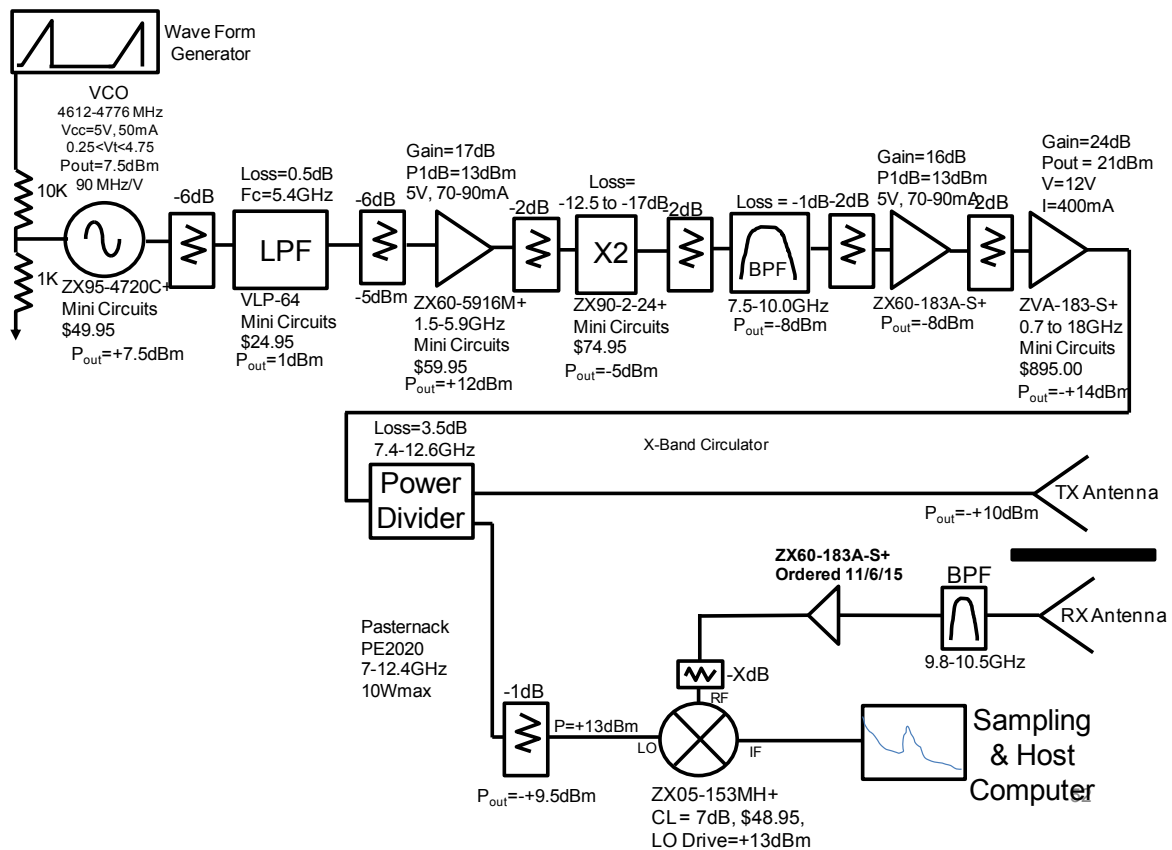 Wave Form
Generator
VCO
4612-4776 MHz
Vcc=5V, 50mA
0.25<Vt<4.75
Pout=7.5dBm
90 MHz/V
10K
1K
ZX95-4720C+
Mini Circuits
$49.95
Pout=+7.5dBm
-6dB
Loss=0.5dB
Fc=5.4GHz
LPF
VLP-64
Mini Circuits
$24.95
Pout=1dBm
-6dB
-5dBm
Gain=17dB
P1dB=13dBm
5V, 70-90mA
ZX60-5916M+
1.5-5.9GHz
Mini Circuits
$59.95
Pout=+12dBm
-2dB
Loss=
-12.5 to -17dB
X2
ZX90-2-24+
Mini Circuits
$74.95
Pout=-5dBm
-2dB
Loss = -1dB
BPF
7.5-10.0GHz
Pout=-8dBm
-2dB
Gain=16dB
P1dB=13dBm
5V, 70-90mA
ZX60-183A-S+
Pout=-8dBm
-2dB
Gain=24dB
Pout = 21dBm
V=12V
I=400mA
ZVA-183-S+
0.7 to 18GHz
Mini Circuits
$895.00
Pout=-+14dBm
Loss=3.5dB
7.4-12.6GHz
Power
Divider
X-Band Circulator
TX Antenna
Pout=-+10dBm
ZX60-183A-S+
Ordered 11/6/15
BPF
RX Antenna
9.8-10.5GHz
Pasternack
PE2020
7-12.4GHz
10Wmax
-XdB
RF
-1dB
P=+13dBm
LO
IF
Pout=-+9.5dBm
ZX05-153MH+
CL = 7dB, $48.95,
LO Drive=+13dBm
Sampling
& Host
Computer